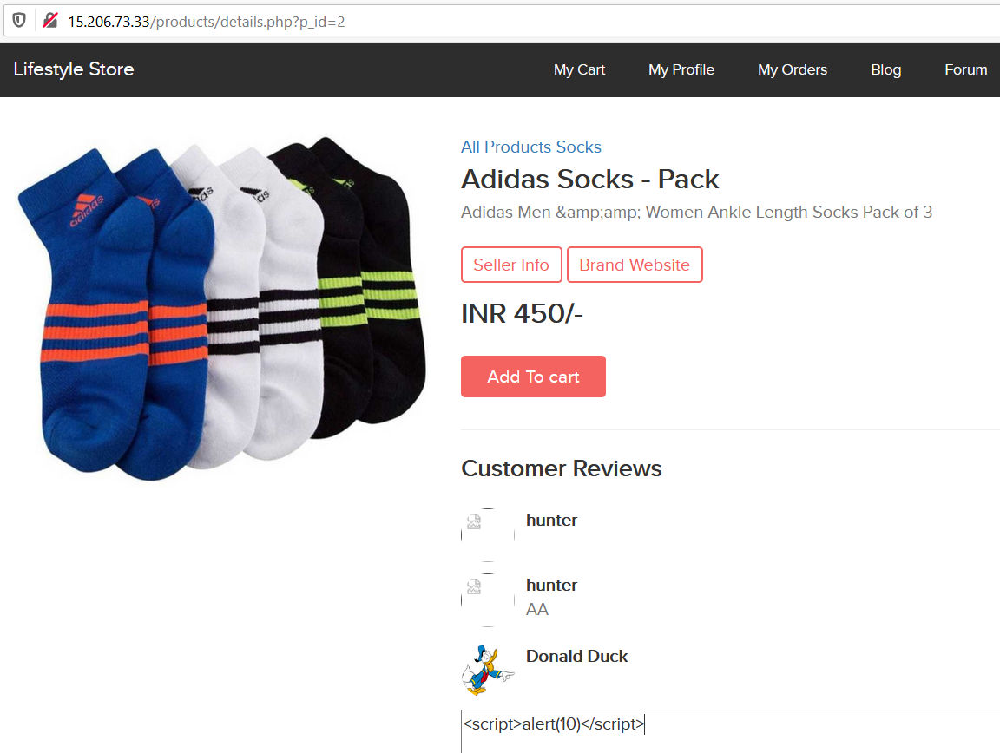 15.206.73.33/products/details.php?p_id=2
Lifestyle Store My Cart My Profile My Orders Blog Forum
All Products Socks
Adidas Socks - Pack
Adidas Men &amp;amp; Women Ankle Length Socks Pack of 3
Seller Info Brand Website
INR 450/-
Add To cart
Customer Reviews
hunter
hunter
AA
Donald Duck
<script>alert(10)</script>
adidas